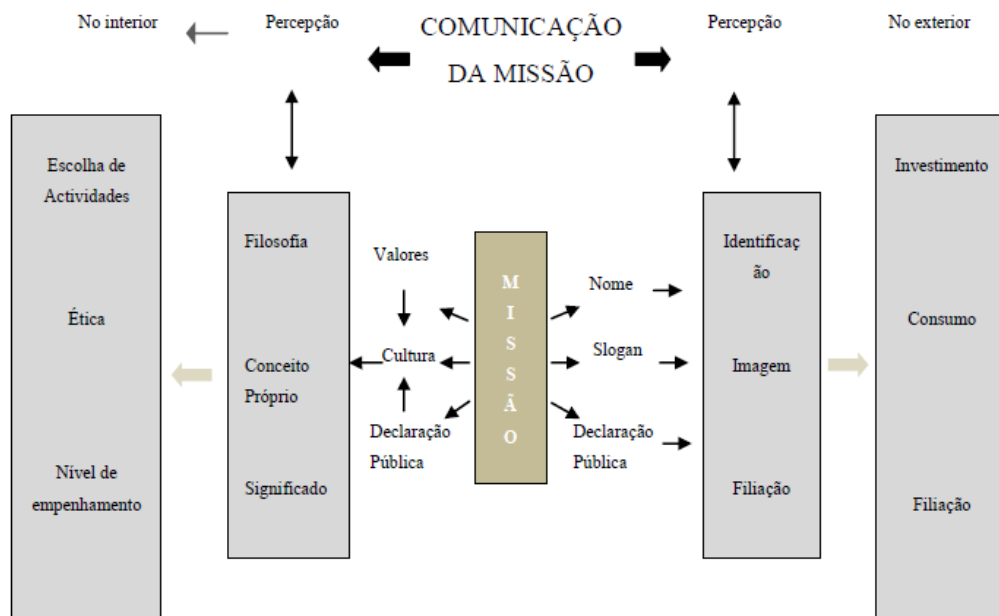 No interior
Percepção
COMUNICAÇÃO
DA MISSÃO
Percepção
No exterior
Escolha de
Actividades
Ética
Nível de
empenhamento
Filosofia
Conceito
Próprio
Significado
Valores
Cultura
Declaração
Pública
M
I
S
S
Ã
O
Nome
Slogan
Declaração
Pública
Identificaç
ão
Imagem
Filiação
Investimento
Consumo
Filiação